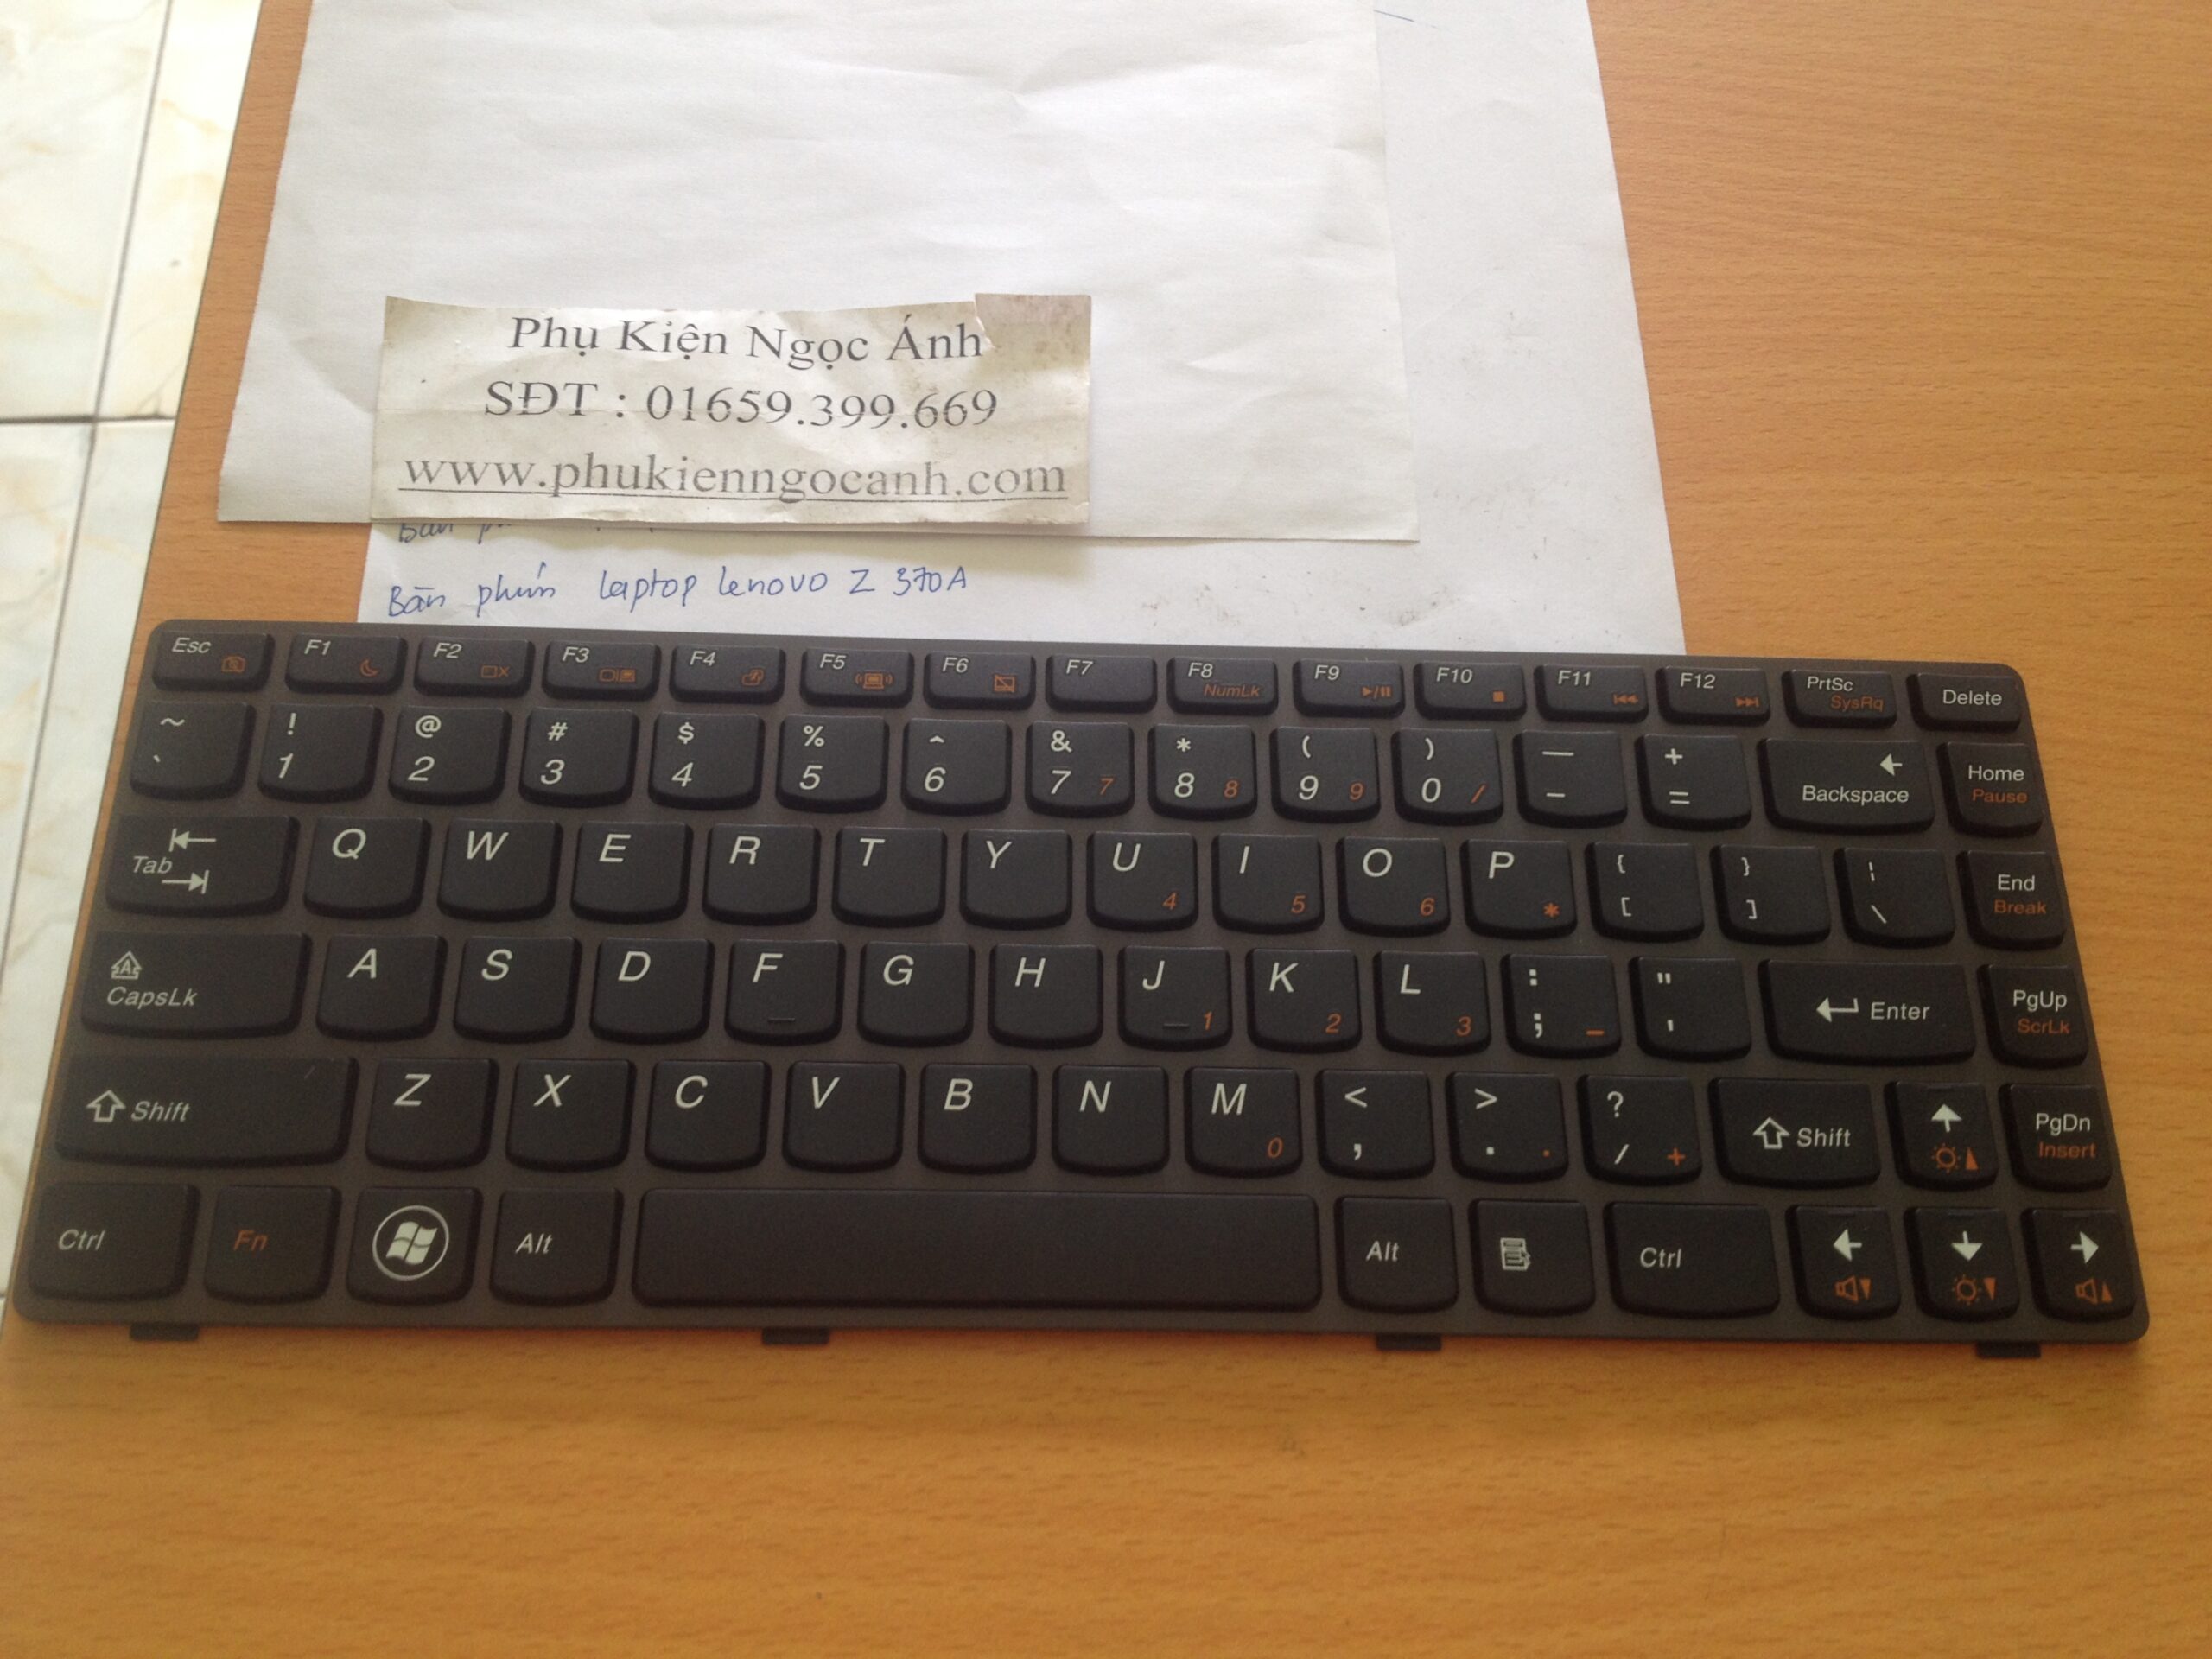 Phụ Kiện Ngọc Ánh
SĐT : 01659.399.669
www.phukienngocanh.com
Bàn phím laptop lenovo Z 370A
Esc F1 F2 F3 F4 F5 F6 F7 F8 NumLk F9 F10 F11 F12 PrtSc SysRq Delete
~ ` ! 1 @ 2 # 3 $ 4 % 5 ^ 6 & 7 7 * 8 8 ( 9 9 ) 0 / — - + = Backspace Home Pause
Tab Q W E R T Y U 4 I 5 O 6 P * { [ } ] ¦ \ End Break
A CapsLk A S D F G H J 1 K 2 L 3 : ; - " ' Enter PgUp ScrLk
Shift Z X C V B N M 0 < , > . . ? / + Shift PgDn Insert
Ctrl Fn Alt Alt Ctrl